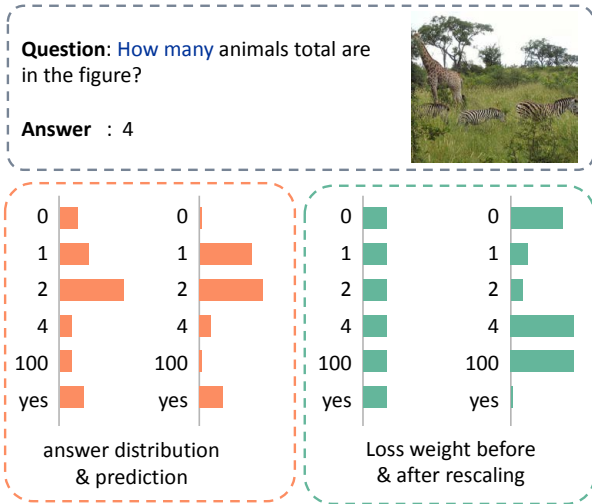 Question: How many animals total are
in the figure?
Answer : 4
0 0
1 1
2 2
4 4
100 100
yes yes
answer distribution
& prediction
0 0
1 1
2 2
4 4
100 100
yes yes
Loss weight before
& after rescaling